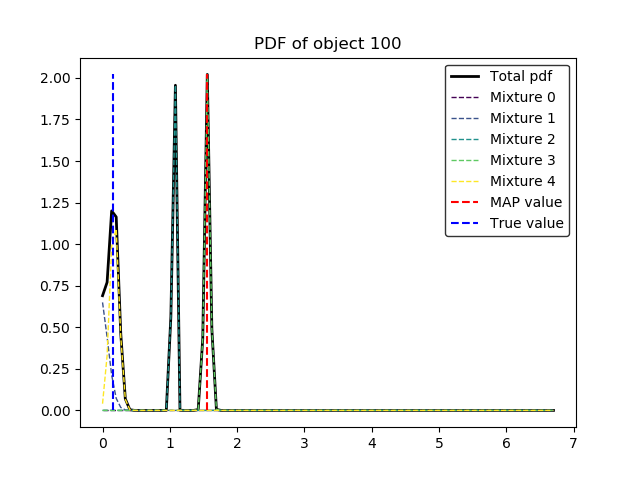 PDF of object 100
Total pdf
Mixture 0
Mixture 1
Mixture 2
Mixture 3
Mixture 4
MAP value
True value
2.00
1.75
1.50
1.25
1.00
0.75
0.50
0.25
0.00
0 1 2 3 4 5 6 7